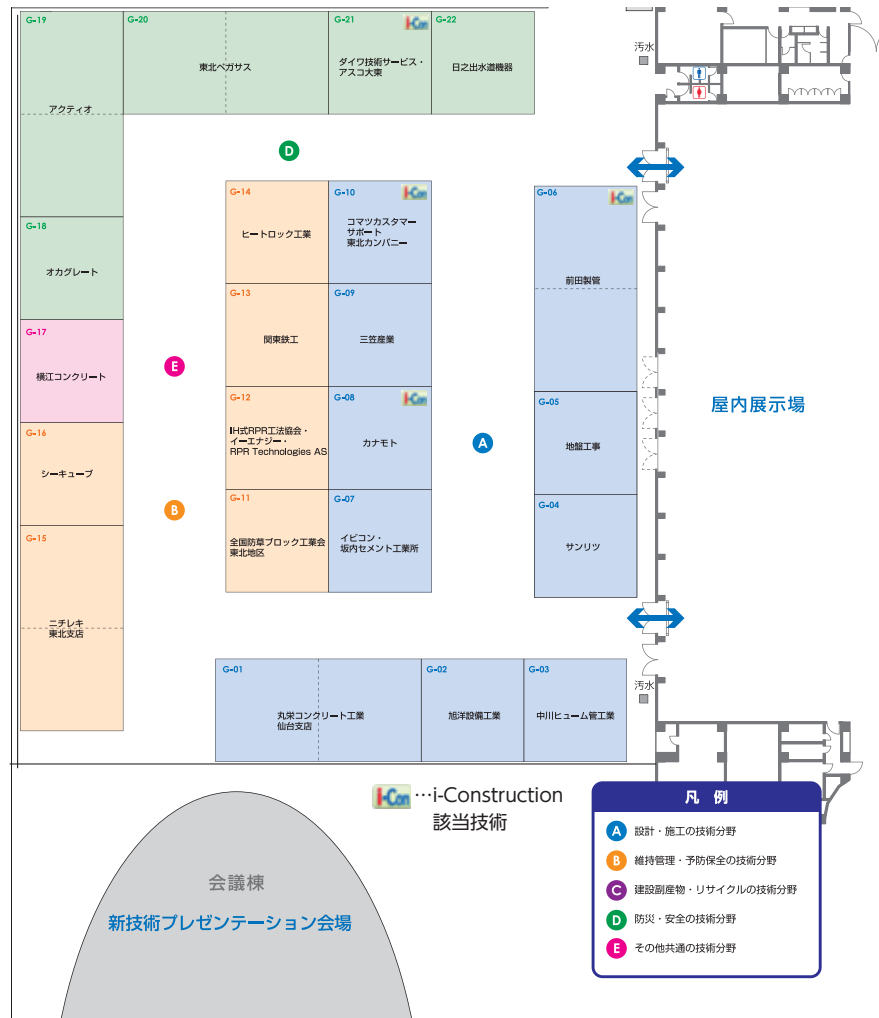 G-19
アクティオ
G-20
東北ペガサス
G-21
i-Con
ダイワ技術サービス・
アスコ大東
G-22
日之出水道機器
汚水
D
G-18
オカグレート
G-14
ヒートロック工業
G-10
i-Con
コマツカスタマー
サポート
東北カンパニー
G-06
i-Con
前田製管
G-17
横江コンクリート
E
G-13
関東鉄工
G-09
三笠産業
G-16
シーキューブ
B
G-12
IH式RPR工法協会・
イーエナジー・
RPR Technologies AS
G-08
i-Con
カナモト
A
G-05
地盤工事
屋内展示場
G-15
ニチレキ
東北支店
G-11
全国防草ブロック工業会
東北地区
G-07
イビコン・
坂内セメント工業所
G-04
サンリツ
G-01
丸栄コンクリート工業
仙台支店
G-02
旭洋設備工業
G-03
中川ヒューム管工業
汚水
i-Con …i-Construction
該当技術
会議棟
新技術プレゼンテーション会場
凡 例
A 設計・施工の技術分野
B 維持管理・予防保全の技術分野
C 建設副産物・リサイクルの技術分野
D 防災・安全の技術分野
E その他共通の技術分野